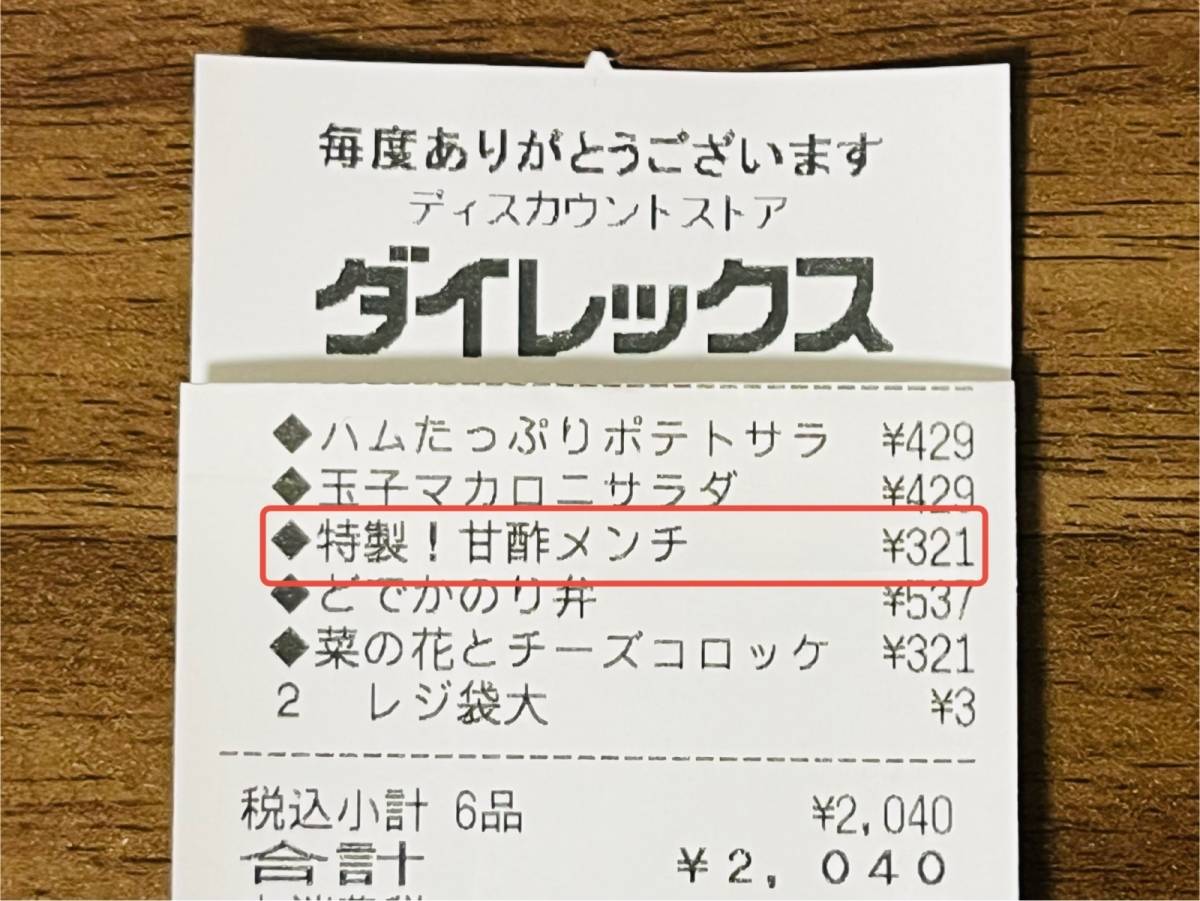 毎度ありがとうございます
ディスカウントストア
ダイレックス
◆ハムたっぷりポテトサラ ¥429
◆玉子マカロニサラダ ¥429
◆特製！甘酢メンチ ¥321
◆どでかのり弁 ¥537
◆菜の花とチーズコロッケ ¥321
2 レジ袋大 ¥3
税込小計 6品 ¥2,040
合計 ¥2,040